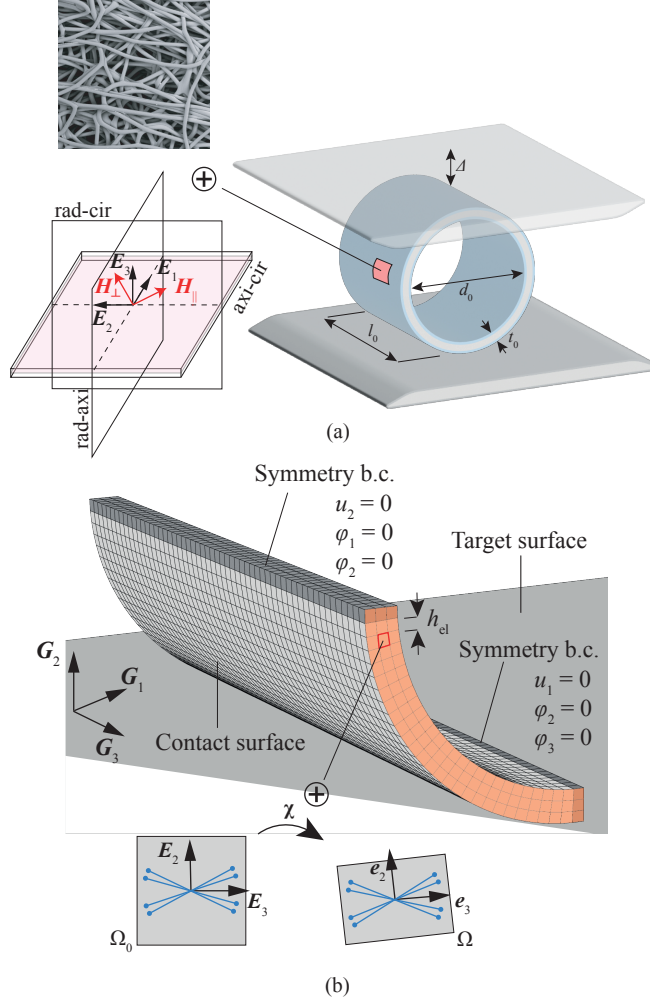 Δ
rad-cir
E₃
E₁
H⊥
H∥
E₂
axi-cir
rad-axi
d₀
l₀
t₀
(a)
Symmetry b.c.
u₂ = 0
φ₁ = 0
φ₂ = 0
Target surface
h_el
Symmetry b.c.
u₁ = 0
φ₂ = 0
φ₃ = 0
G₂
G₁
G₃
Contact surface
χ
E₂
E₃
Ω₀
e₂
e₃
Ω
(b)